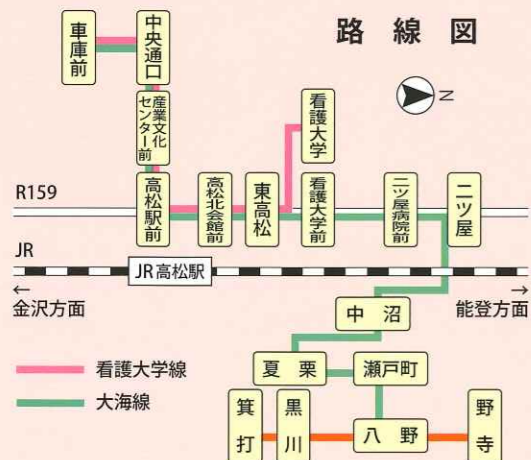 路線図
N
車庫前
中央通口
産業文化
センター前
高松駅前
高松北会館前
東高松
看護大学
看護大学前
二ツ屋病院前
二ツ屋
R159
JR
JR高松駅
←
金沢方面
→
能登方面
中沼
夏栗
瀬戸町
箕打
黒川
八野
野寺
看護大学線
大海線